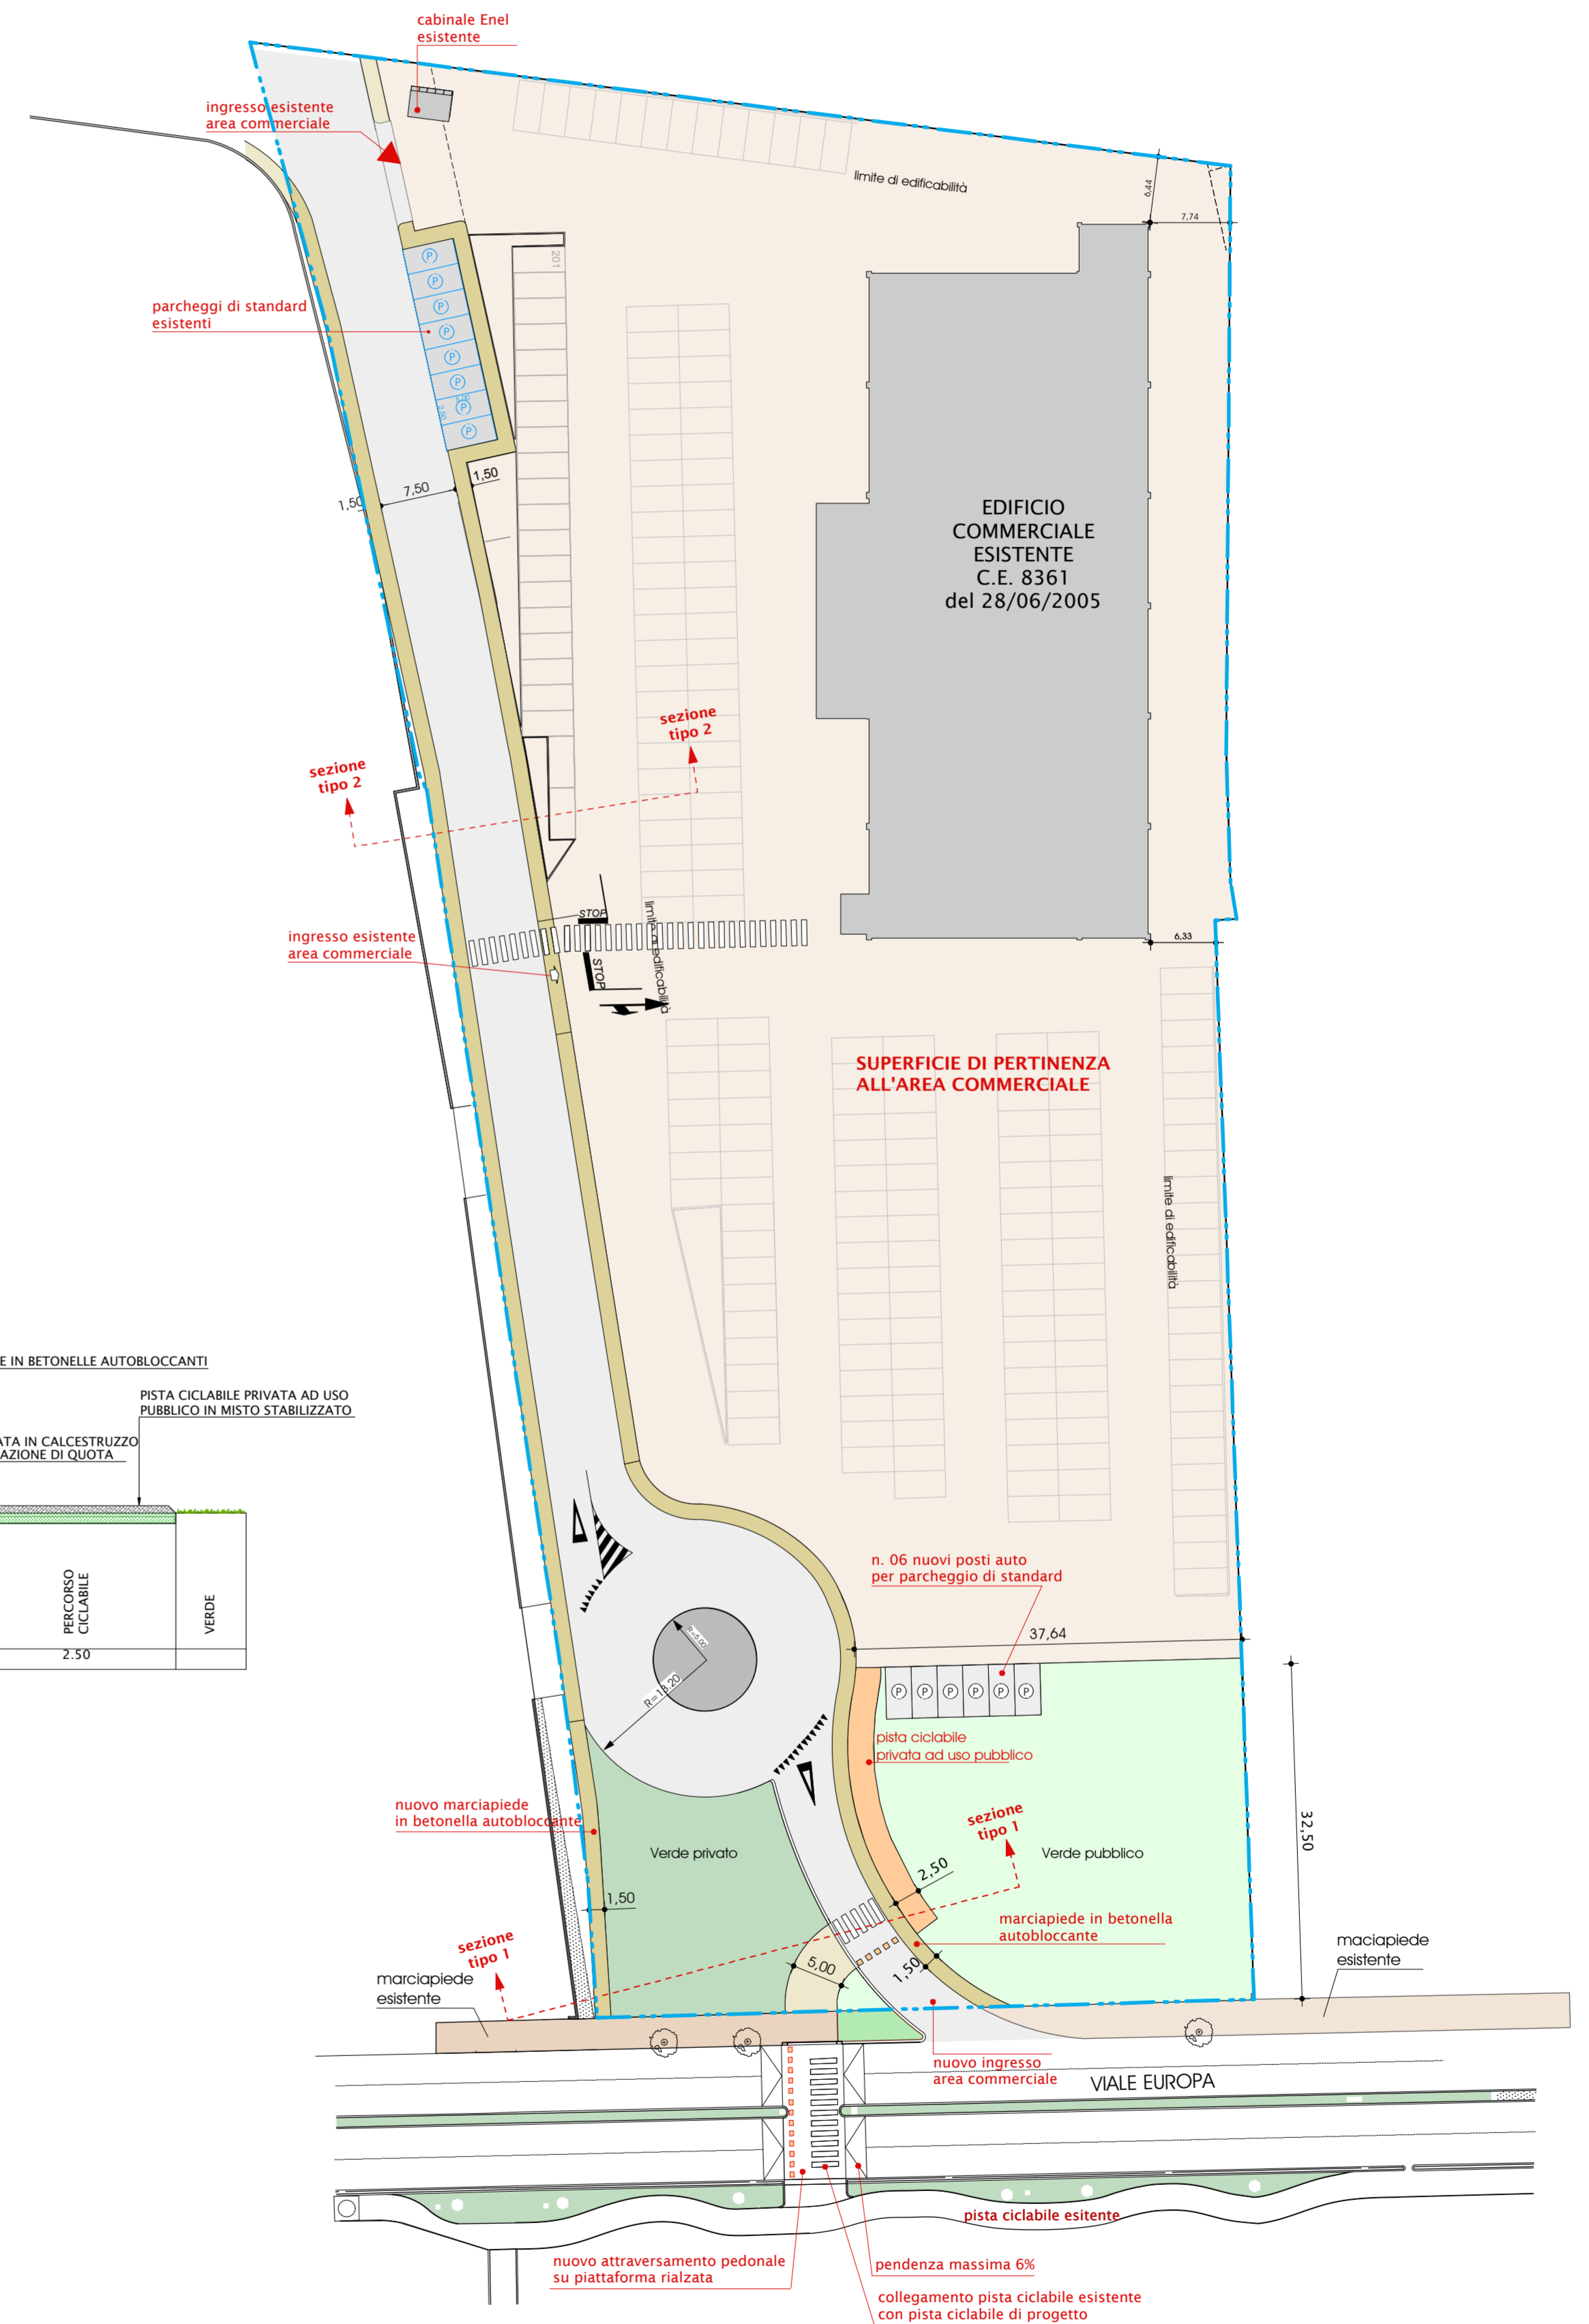 cabinale Enel
esistente
ingresso esistente
area commerciale
limite di edificabilità
6,44
7,74
201
P
P
P
P
P
P
P
P
parcheggi di standard
esistenti
2,50
1,50
7,50
1,50
EDIFICIO
COMMERCIALE
ESISTENTE
C.E. 8361
del 28/06/2005
sezione
tipo 2
sezione
tipo 2
STOP
limite di edificabilità
ingresso esistente
area commerciale
STOP
6,33
SUPERFICIE DI PERTINENZA
ALL'AREA COMMERCIALE
limite di edificabilità
E IN BETONELLE AUTOBLOCCANTI
PISTA CICLABILE PRIVATA AD USO
PUBBLICO IN MISTO STABILIZZATO
ATA IN CALCESTRUZZO
AZIONE DI QUOTA
PERCORSO
CICLABILE
VERDE
2.50
n. 06 nuovi posti auto
per parcheggio di standard
37,64
R=6.00
R=13,20
P
P
P
P
P
P
pista ciclabile
privata ad uso pubblico
nuovo marciapiede
in betonella autobloccante
sezione
tipo 1
32,50
Verde privato
Verde pubblico
2,50
1,50
marciapiede in betonella
autobloccante
sezione
tipo 1
5,00
1,50
marciapiede
esistente
maciapiede
esistente
nuovo ingresso
area commerciale
VIALE EUROPA
pista ciclabile esitente
nuovo attraversamento pedonale
su piattaforma rialzata
pendenza massima 6%
collegamento pista ciclabile esistente
con pista ciclabile di progetto